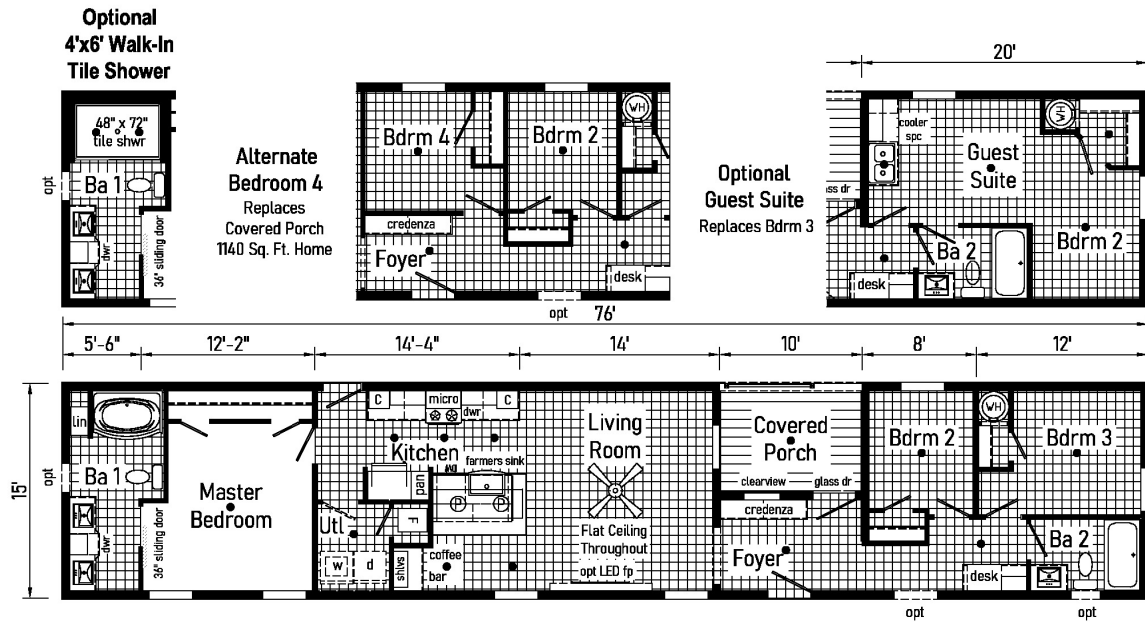 Optional
4'x6' Walk-In
Tile Shower
48" x 72"
tile shwr
opt
Ba 1
dwr
36" sliding door
Alternate
Bedroom 4
Replaces
Covered Porch
1140 Sq. Ft. Home
Bdrm 4
Bdrm 2
WH
credenza
Foyer
desk
opt
Optional
Guest Suite
Replaces Bdrm 3
20'
cooler
spc
WH
Guest
Suite
ass dr
Ba 2
Bdrm 2
desk
76'
5'-6"
12'-2"
14'-4"
14'
10'
8'
12'
15'
lin
opt
Ba 1
dwr
36" sliding door
Master
Bedroom
C
micro
dwr
C
Kitchen
DW
farmers sink
pan
Utl
F
w
d
shlvs
coffee
bar
Living
Room
Flat Ceiling
Throughout
opt LED fp
Covered
Porch
clearview
glass dr
credenza
Foyer
Bdrm 2
WH
Bdrm 3
Ba 2
desk
opt
opt